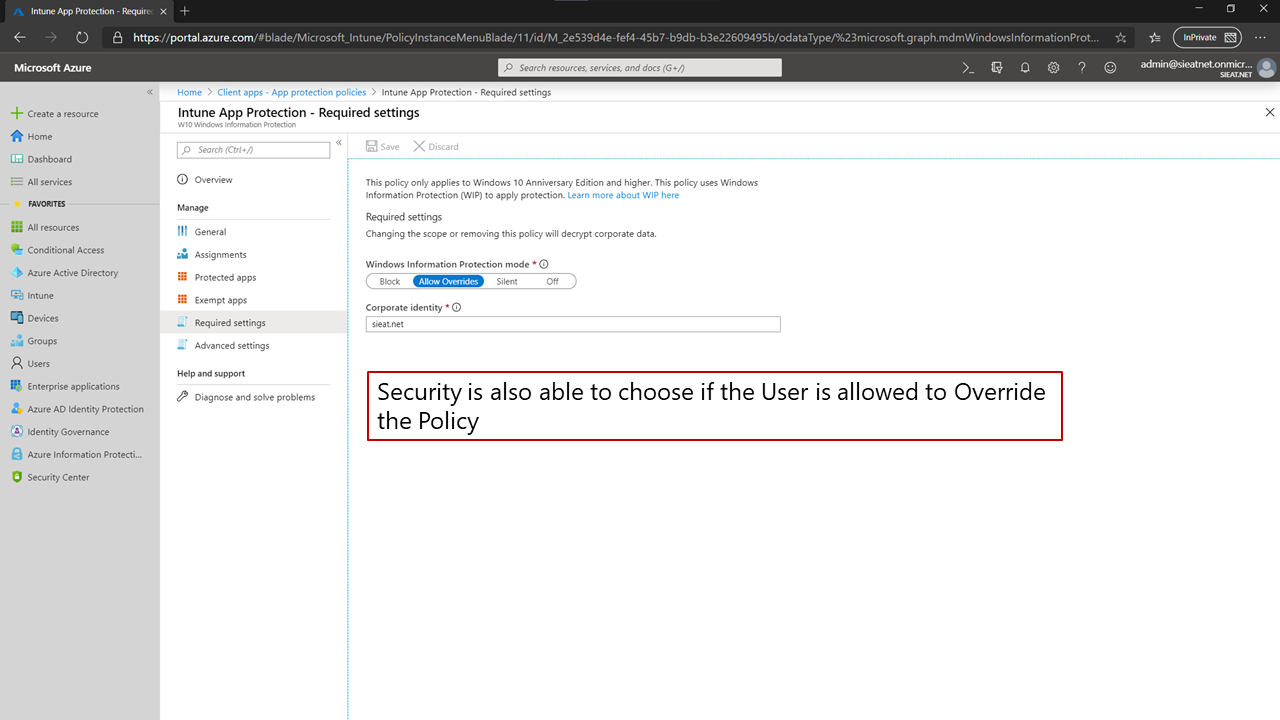 Intune App Protection - Require
https://portal.azure.com/#blade/Microsoft_Intune/PolicyInstanceMenuBlade/11/id/M_2e539d4e-fef4-45b7-b9db-b3e22609495b/odataType/%23microsoft.graph.mdmWindowsInformationProt...
InPrivate
Microsoft Azure
Search resources, services, and docs (G+/)
admin@sieatnet.onmicr...
SIEAT.NET
Home > Client apps - App protection policies > Intune App Protection - Required settings
Intune App Protection - Required settings
W10 Windows Information Protection
Create a resource
Home
Dashboard
All services
FAVORITES
All resources
Conditional Access
Azure Active Directory
Intune
Devices
Groups
Users
Enterprise applications
Azure AD Identity Protection
Identity Governance
Azure Information Protecti...
Security Center
Search (Ctrl+/)
Overview
Manage
General
Assignments
Protected apps
Exempt apps
Required settings
Advanced settings
Help and support
Diagnose and solve problems
Save Discard
This policy only applies to Windows 10 Anniversary Edition and higher. This policy uses Windows
Information Protection (WIP) to apply protection. Learn more about WIP here
Required settings
Changing the scope or removing this policy will decrypt corporate data.
Windows Information Protection mode *
Block Allow Overrides Silent Off
Corporate identity *
sieat.net
Security is also able to choose if the User is allowed to Override
the Policy